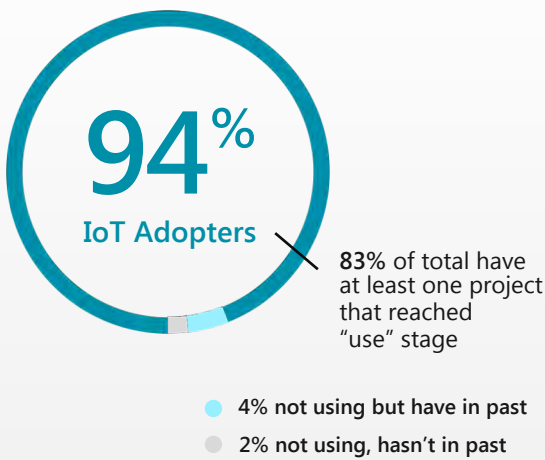 94%
IoT Adopters
83% of total have
at least one project
that reached
“use” stage
4% not using but have in past
2% not using, hasn’t in past